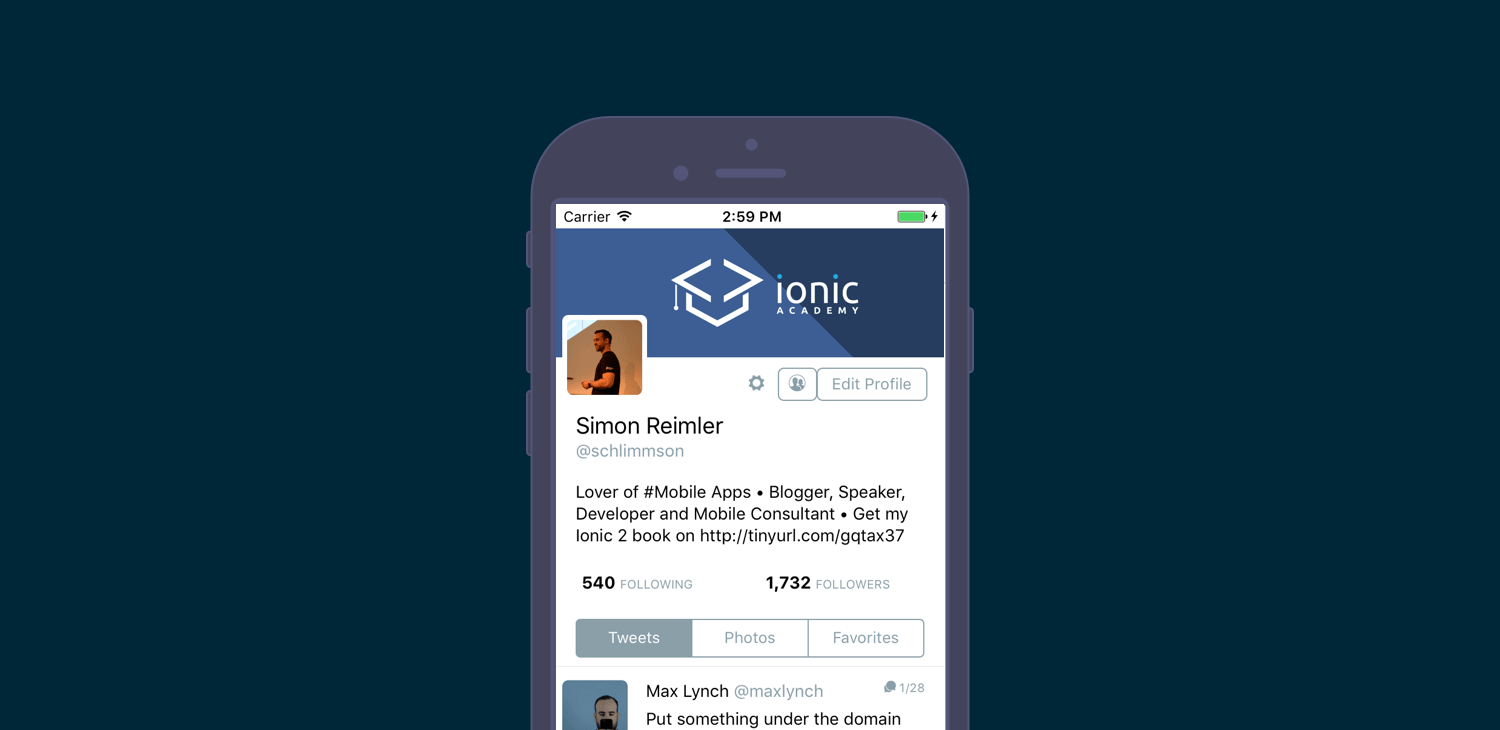 Carrier 2:59 PM
ionic
ACADEMY
Edit Profile
Simon Reimler
@schlimmson
Lover of #Mobile Apps • Blogger, Speaker,
Developer and Mobile Consultant • Get my
Ionic 2 book on http://tinyurl.com/gqtax37
540 FOLLOWING 1,732 FOLLOWERS
Tweets Photos Favorites
Max Lynch @maxlynch 1/28
Put something under the domain